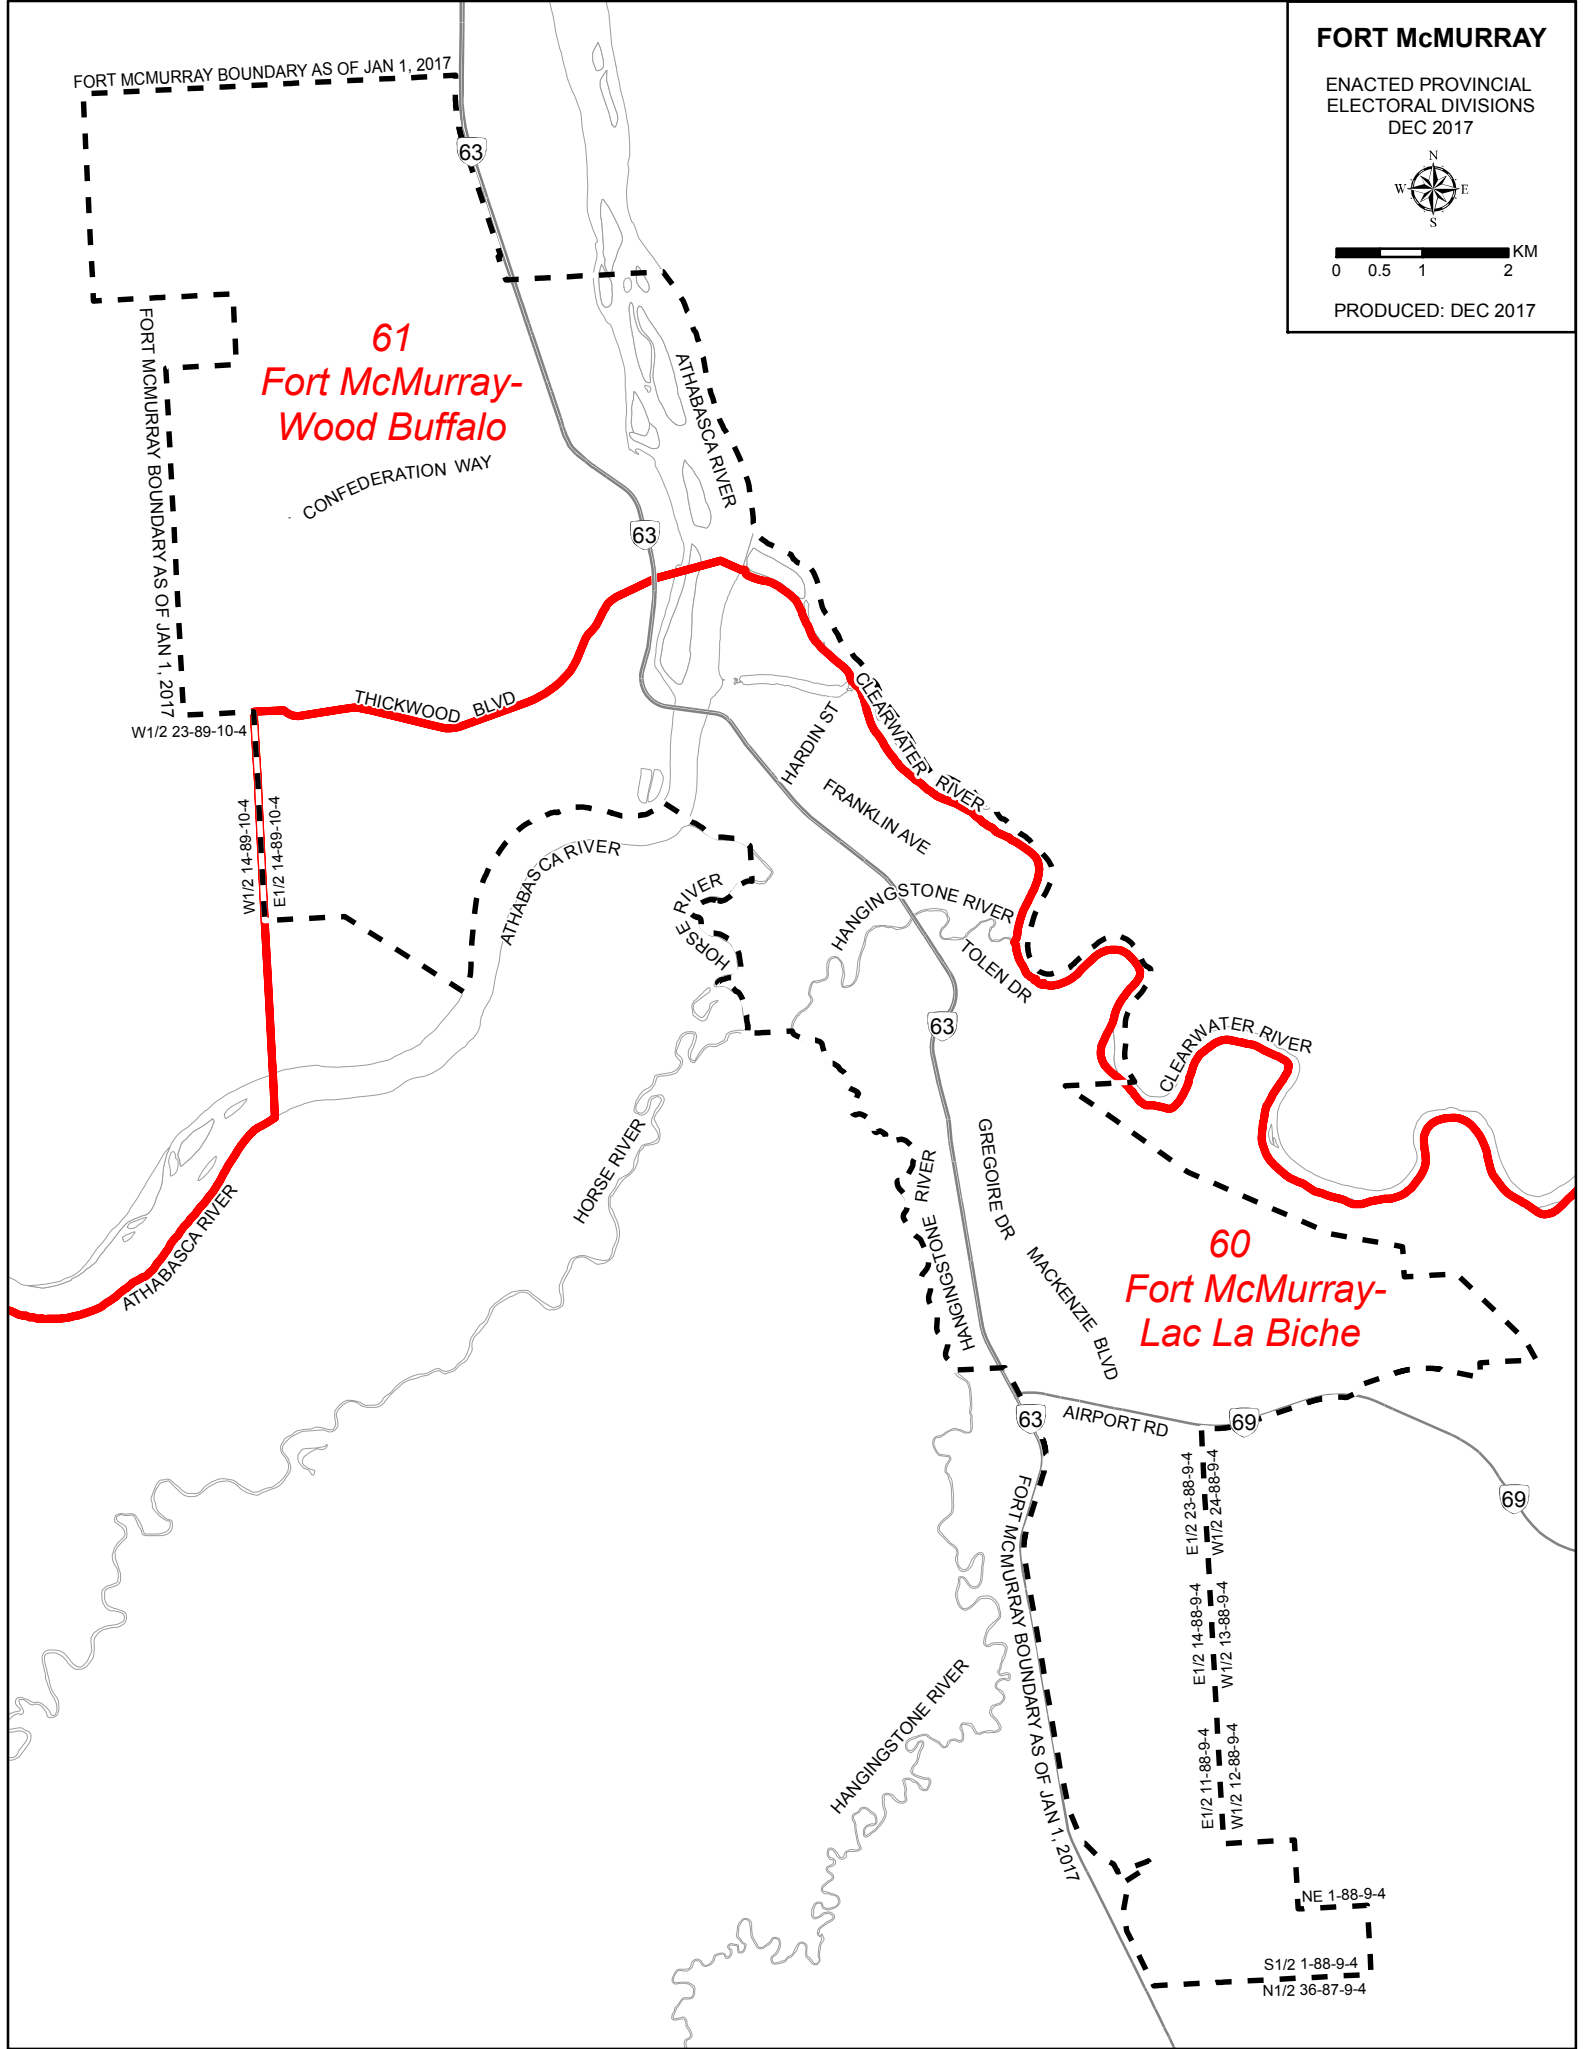 FORT McMURRAY
ENACTED PROVINCIAL
ELECTORAL DIVISIONS
DEC 2017
N
W E
S
KM
0 0.5 1 2
PRODUCED: DEC 2017
FORT MCMURRAY BOUNDARY AS OF JAN 1, 2017
63
61
Fort McMurray-
Wood Buffalo
FORT MCMURRAY BOUNDARY AS OF JAN 1, 2017
ATHABASCA RIVER
CONFEDERATION WAY
63
THICKWOOD BLVD
W1/2 23-89-10-4
W1/2 14-89-10-4
E1/2 14-89-10-4
HARDIN ST
CLEARWATER RIVER
FRANKLIN AVE
ATHABASCA RIVER
HORSE RIVER
HANGINGSTONE RIVER
TOLEN DR
63
CLEARWATER RIVER
HORSE RIVER
GREGOIRE DR
HANGINGSTONE RIVER
ATHABASCA RIVER
MACKENZIE BLVD
60
Fort McMurray-
Lac La Biche
63
AIRPORT RD
69
69
E1/2 23-88-9-4
W1/2 24-88-9-4
FORT MCMURRAY BOUNDARY AS OF JAN 1, 2017
E1/2 14-88-9-4
W1/2 13-88-9-4
HANGINGSTONE RIVER
E1/2 11-88-9-4
W1/2 12-88-9-4
NE 1-88-9-4
S1/2 1-88-9-4
N1/2 36-87-9-4